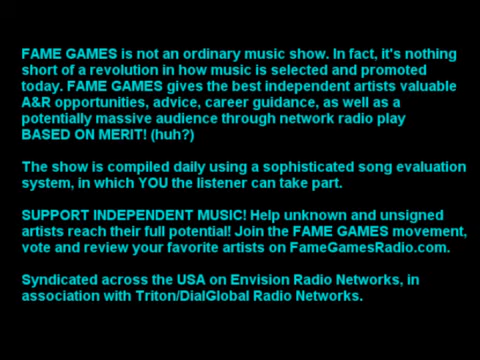 FAME GAMES is not an ordinary music show. In fact, it's nothing
short of a revolution in how music is selected and promoted
today. FAME GAMES gives the best independent artists valuable
A&R opportunities, advice, career guidance, as well as a
potentially massive audience through network radio play
BASED ON MERIT! (huh?)
The show is compiled daily using a sophisticated song evaluation
system, in which YOU the listener can take part.
SUPPORT INDEPENDENT MUSIC! Help unknown and unsigned
artists reach their full potential! Join the FAME GAMES movement,
vote and review your favorite artists on FameGamesRadio.com.
Syndicated across the USA on Envision Radio Networks, in
association with Triton/DialGlobal Radio Networks.